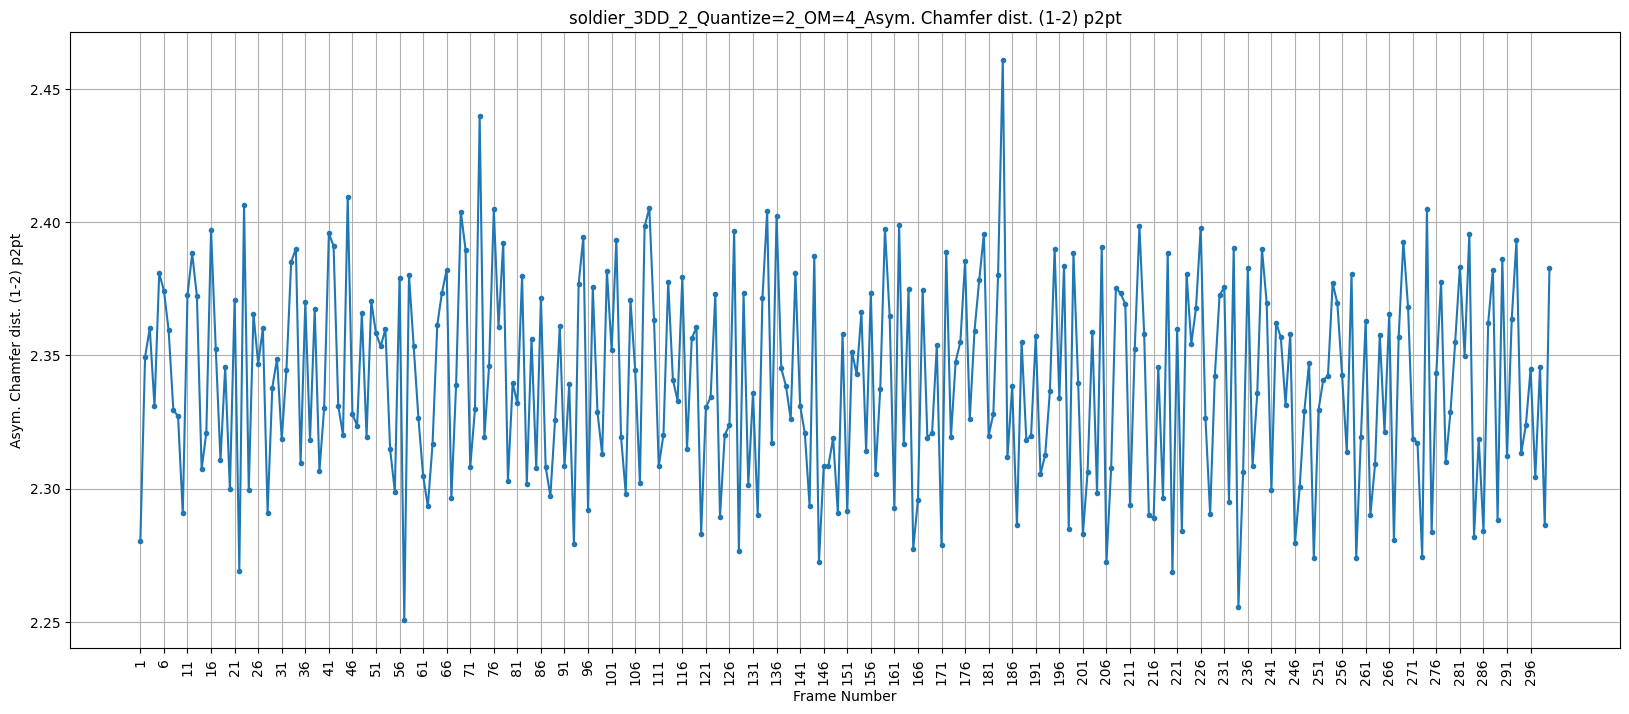 soldier_3DD_2_Quantize=2_OM=4_Asym. Chamfer dist. (1-2) p2pt
Asym. Chamfer dist. (1-2) p2pt
2.45
2.40
2.35
2.30
2.25
1 6 11 16 21 26 31 36 41 46 51 56 61 66 71 76 81 86 91 96 101 106 111 116 121 126 131 136 141 146 151 156 161 166 171 176 181 186 191 196 201 206 211 216 221 226 231 236 241 246 251 256 261 266 271 276 281 286 291 296
Frame Number